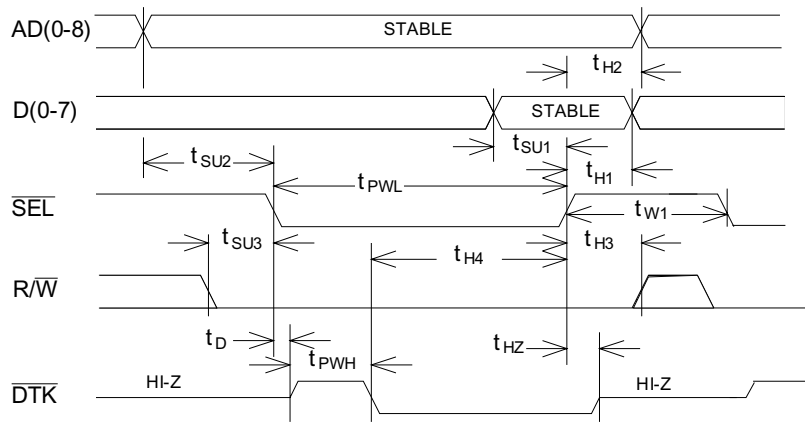 AD(0-8) STABLE
tH2
D(0-7) STABLE
tSU2 tSU1 tH1
tPWL
SEL tW1
tSU3 tH4 tH3
R/W
tD tPWH tHZ
DTK HI-Z HI-Z